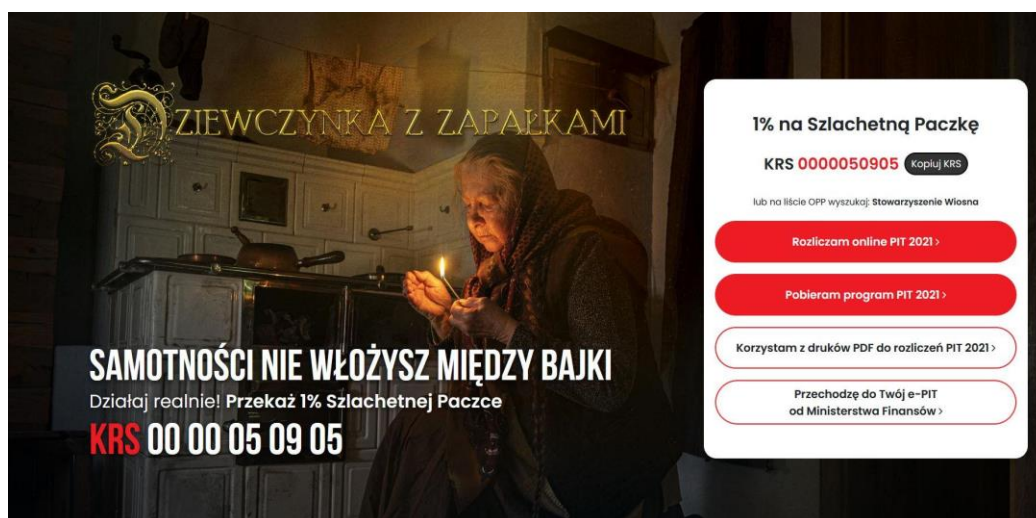 DZIEWCZYNKA Z ZAPAŁKAMI
SAMOTNOŚCI NIE WŁOŻYSZ MIĘDZY BAJKI
Działaj realnie! Przekaż 1% Szlachetnej Paczce
KRS 00 00 05 09 05
1% na Szlachetną Paczkę
KRS 0000050905 Kopiuj KRS
lub na liście OPP wyszukaj: Stowarzyszenie Wiosna
Rozliczam online PIT 2021 >
Pobieram program PIT 2021 >
Korzystam z druków PDF do rozliczeń PIT 2021 >
Przechodzę do Twój e-PIT
od Ministerstwa Finansów >